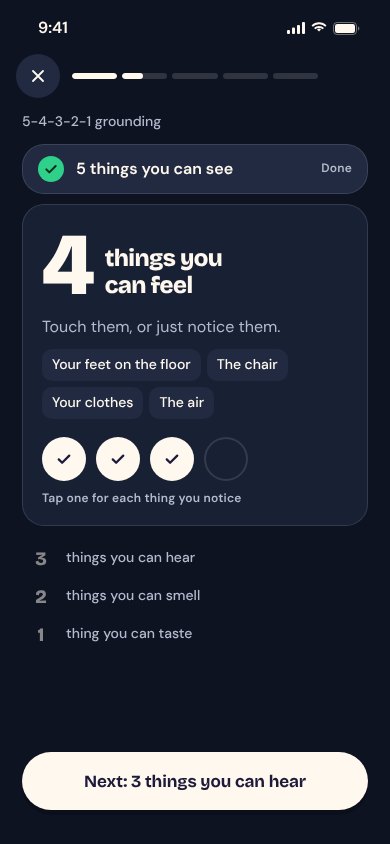 9:41
5-4-3-2-1 grounding
5 things you can see Done
4 things you
can feel
Touch them, or just notice them.
Your feet on the floor The chair
Your clothes The air
Tap one for each thing you notice
3 things you can hear
2 things you can smell
1 thing you can taste
Next: 3 things you can hear